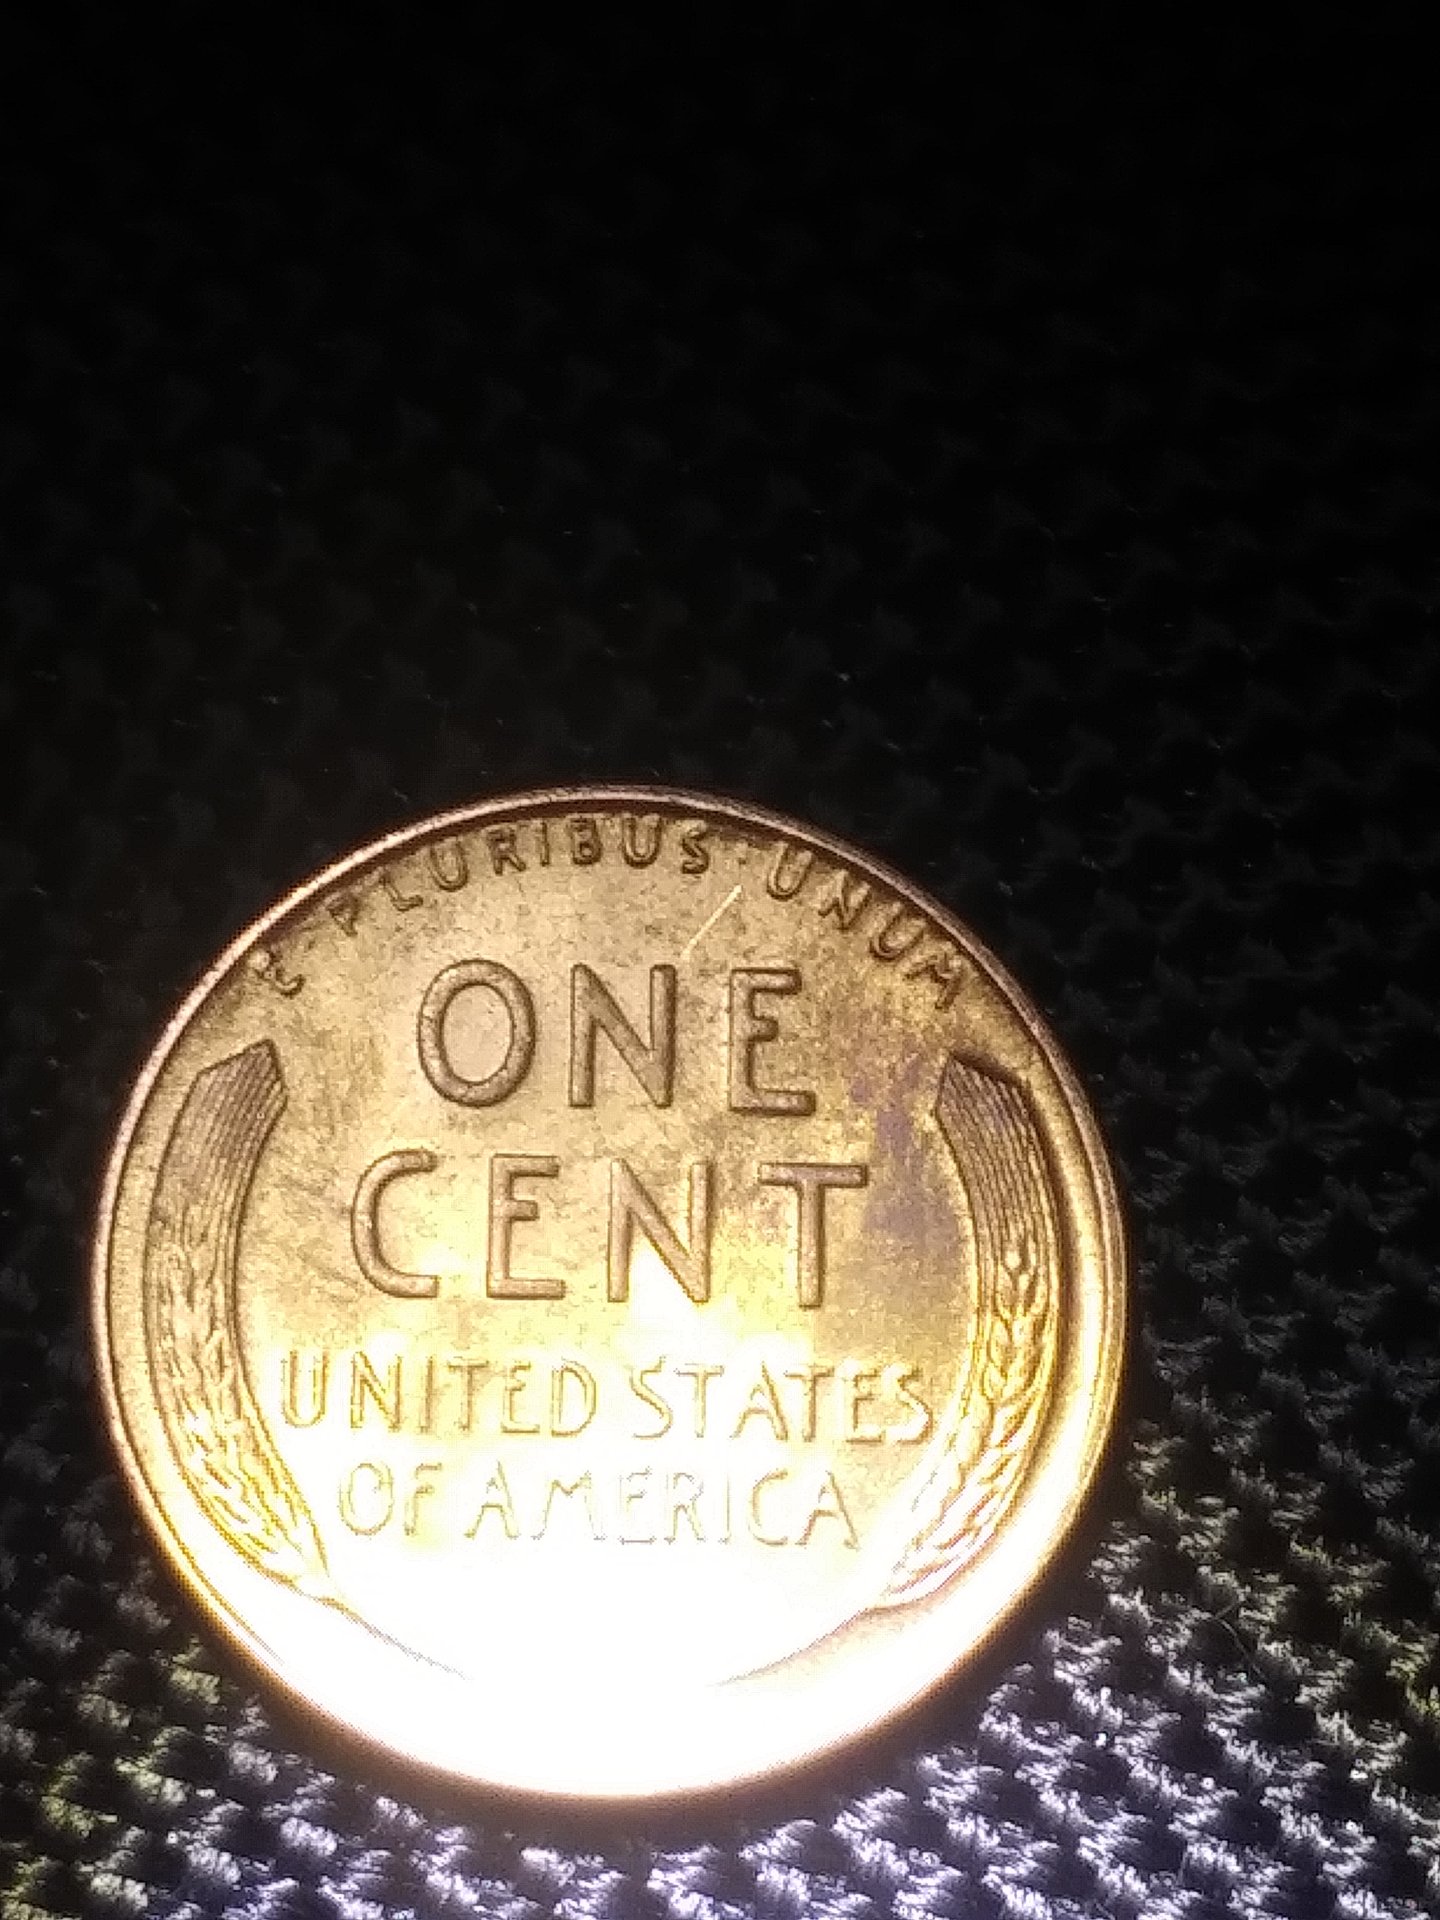 E · PLURIBUS · UNUM
ONE
CENT
UNITED STATES
OF AMERICA